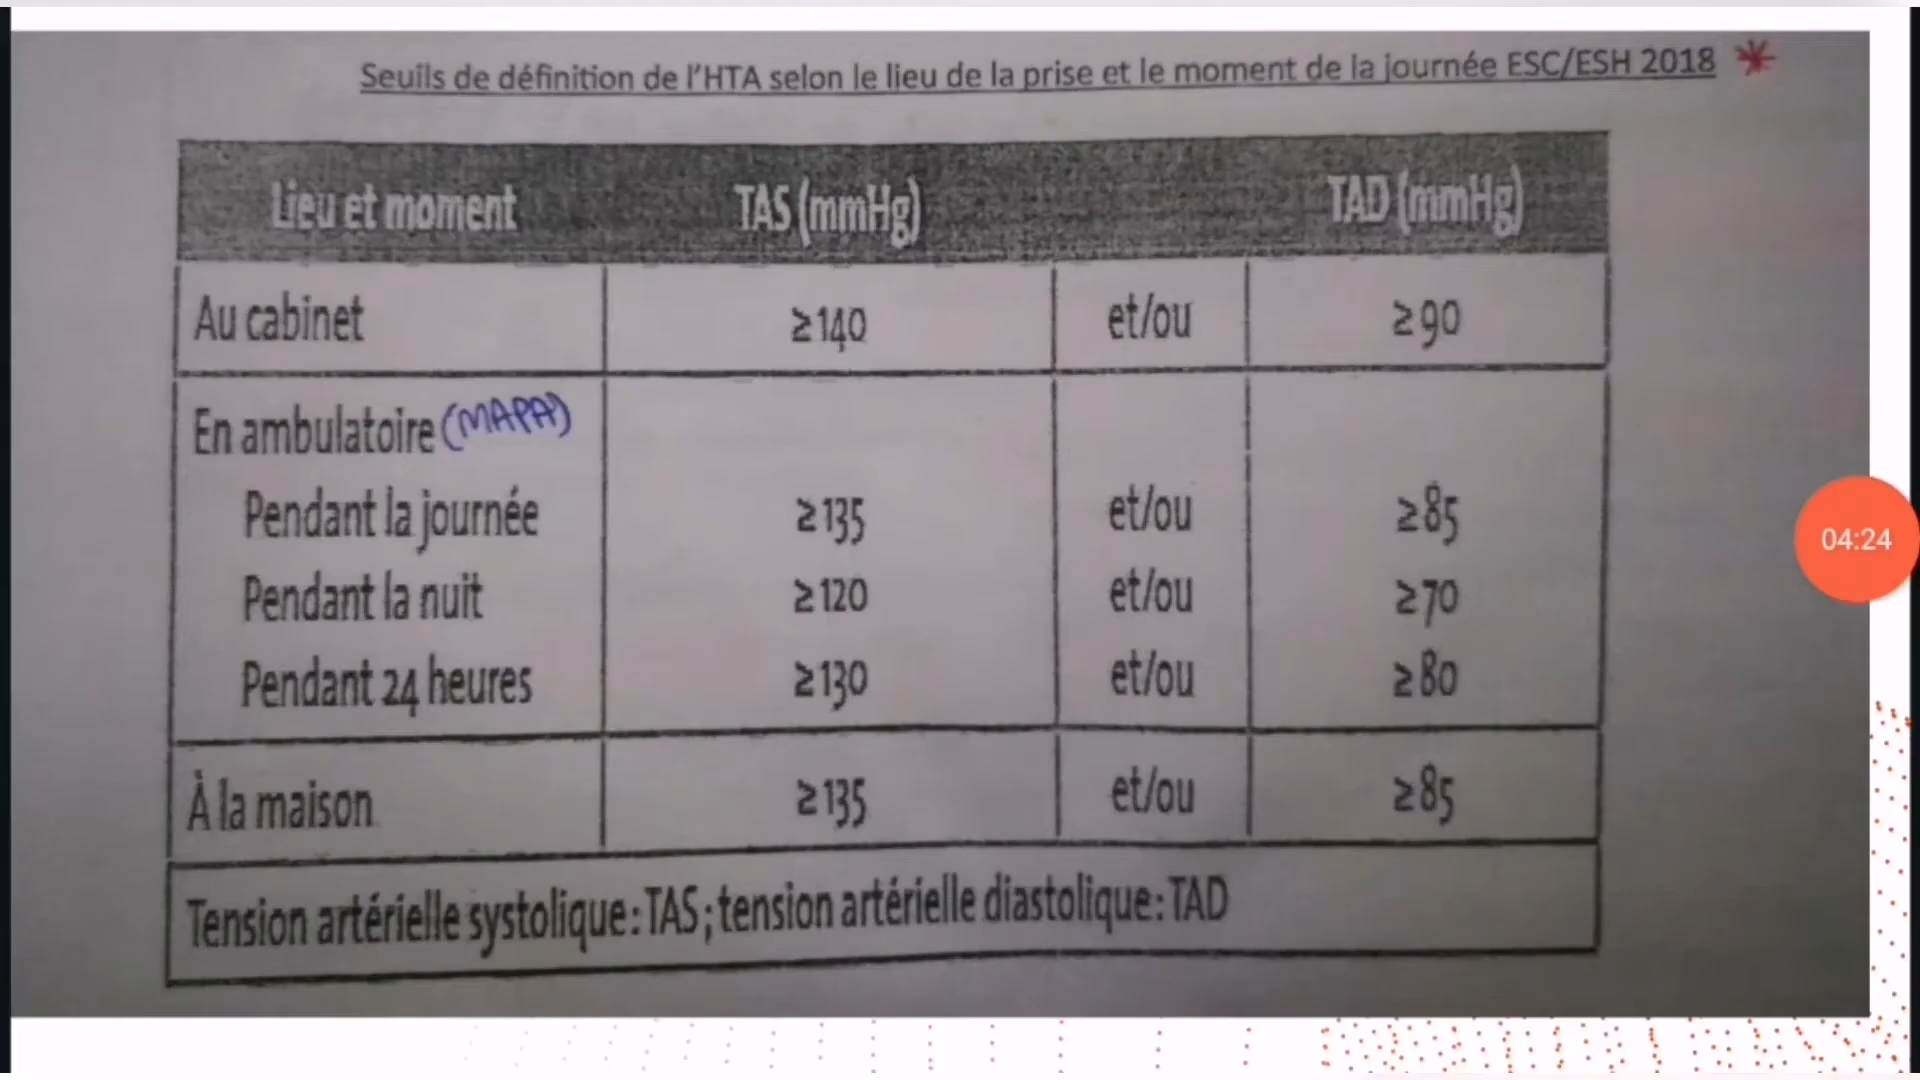 Seuils de définition de l'HTA selon le lieu de la prise et le moment de la journée ESC/ESH 2018
Lieu et moment TAS (mmHg) TAD (mmHg)
Au cabinet ≥140 et/ou ≥90
En ambulatoire (MAPA)
Pendant la journée ≥135 et/ou ≥85
Pendant la nuit ≥120 et/ou ≥70
Pendant 24 heures ≥130 et/ou ≥80
À la maison ≥135 et/ou ≥85
Tension artérielle systolique : TAS ; tension artérielle diastolique : TAD
04:24